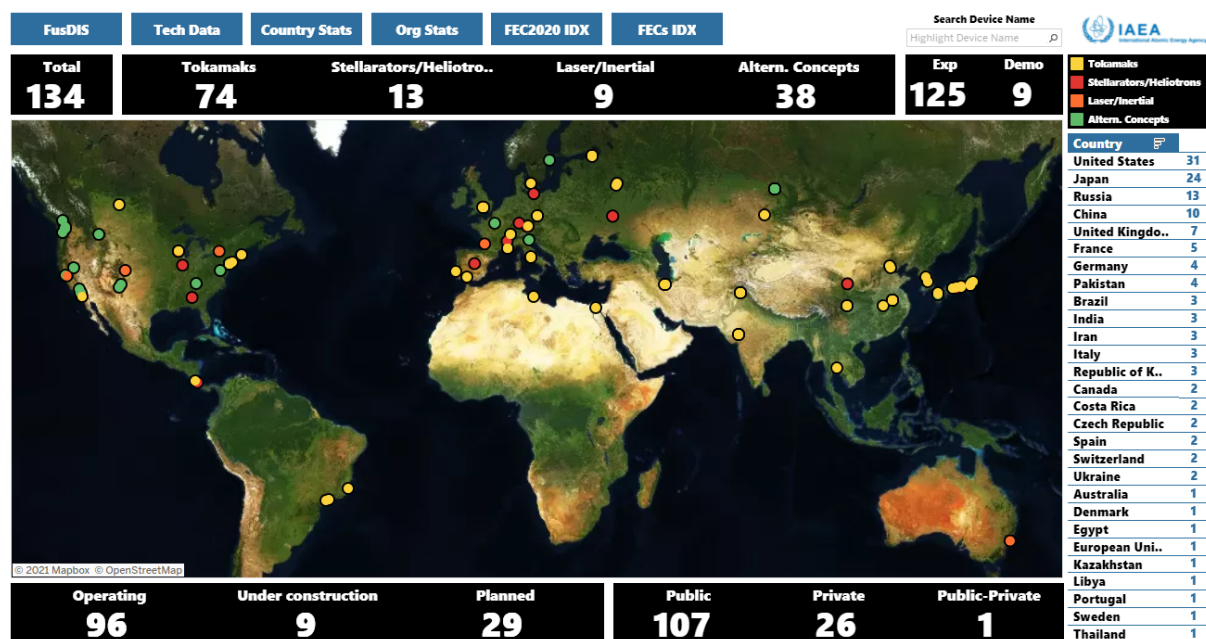 FusDIS
Tech Data
Country Stats
Org Stats
FEC2020 IDX
FECs IDX
Search Device Name
Highlight Device Name
IAEA
International Atomic Energy Agency
Total
134
Tokamaks
74
Stellarators/Heliotro..
13
Laser/Inertial
9
Altern. Concepts
38
Exp
125
Demo
9
Tokamaks
Stellarators/Heliotrons
Laser/Inertial
Altern. Concepts
Country
United States 31
Japan 24
Russia 13
China 10
United Kingdo.. 7
France 5
Germany 4
Pakistan 4
Brazil 3
India 3
Iran 3
Italy 3
Republic of K.. 3
Canada 2
Costa Rica 2
Czech Republic 2
Spain 2
Switzerland 2
Ukraine 2
Australia 1
Denmark 1
Egypt 1
European Uni.. 1
Kazakhstan 1
Libya 1
Portugal 1
Sweden 1
Thailand 1
© 2021 Mapbox © OpenStreetMap
Operating
96
Under construction
9
Planned
29
Public
107
Private
26
Public-Private
1